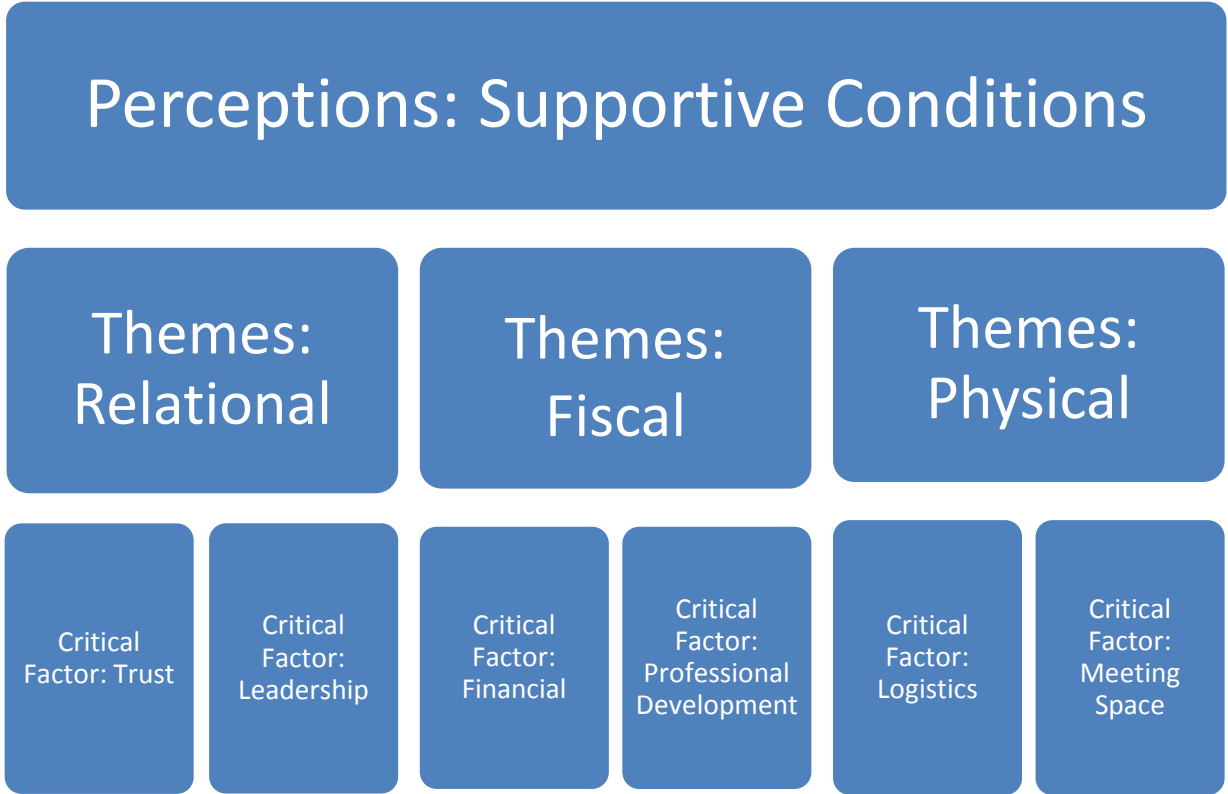 Perceptions: Supportive Conditions
Themes:
Relational
Themes:
Fiscal
Themes:
Physical
Critical
Factor: Trust
Critical
Factor:
Leadership
Critical
Factor:
Financial
Critical
Factor:
Professional
Development
Critical
Factor:
Logistics
Critical
Factor:
Meeting
Space